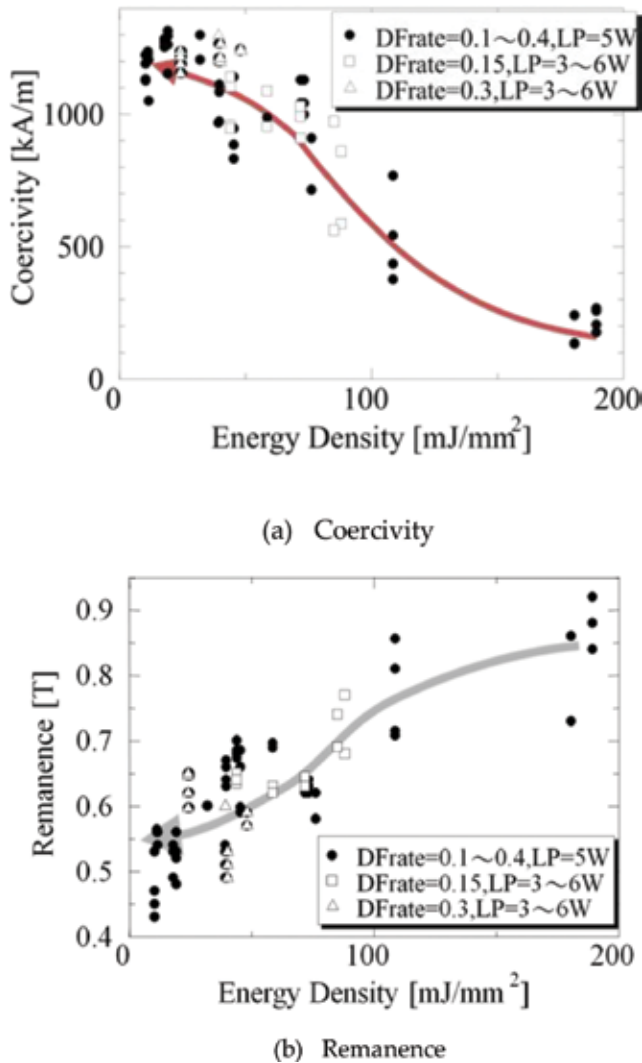 DFrate=0.1～0.4,LP=5W
DFrate=0.15,LP=3～6W
DFrate=0.3,LP=3～6W
Coercivity [kA/m]
1000
500
0
0
100
200
Energy Density [mJ/mm²]
(a) Coercivity
Remanence [T]
0.9
0.8
0.7
0.6
0.5
0.4
DFrate=0.1～0.4,LP=5W
DFrate=0.15,LP=3～6W
DFrate=0.3,LP=3～6W
0
100
200
Energy Density [mJ/mm²]
(b) Remanence